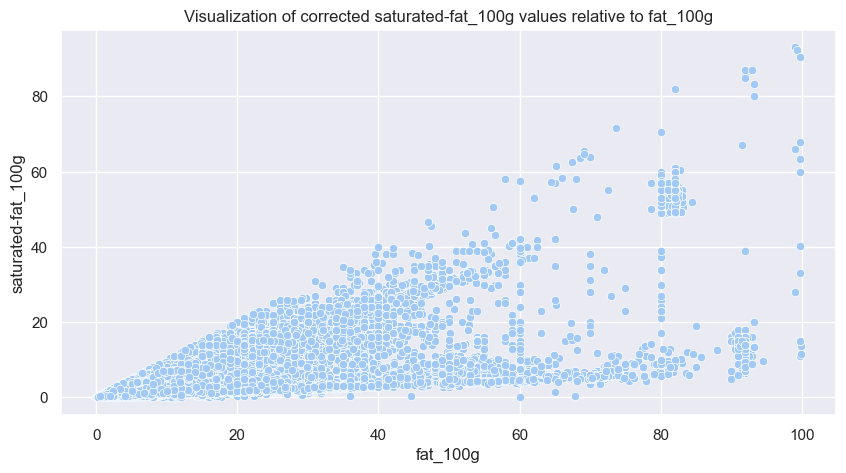 Visualization of corrected saturated-fat_100g values relative to fat_100g
saturated-fat_100g
80
60
40
20
0
0 20 40 60 80 100
fat_100g